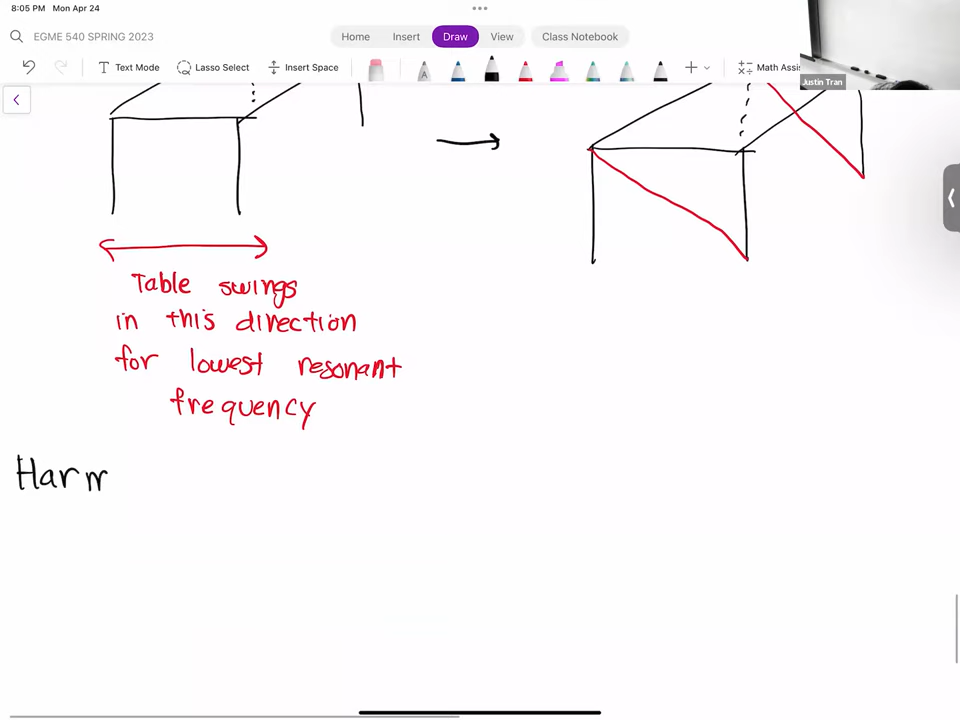 8:05 PM Mon Apr 24
EGME 540 SPRING 2023
Home Insert Draw View Class Notebook
Text Mode Lasso Select Insert Space Math Assi
Justin Tran
Table swings
in this direction
for lowest resonant
frequency
Harm